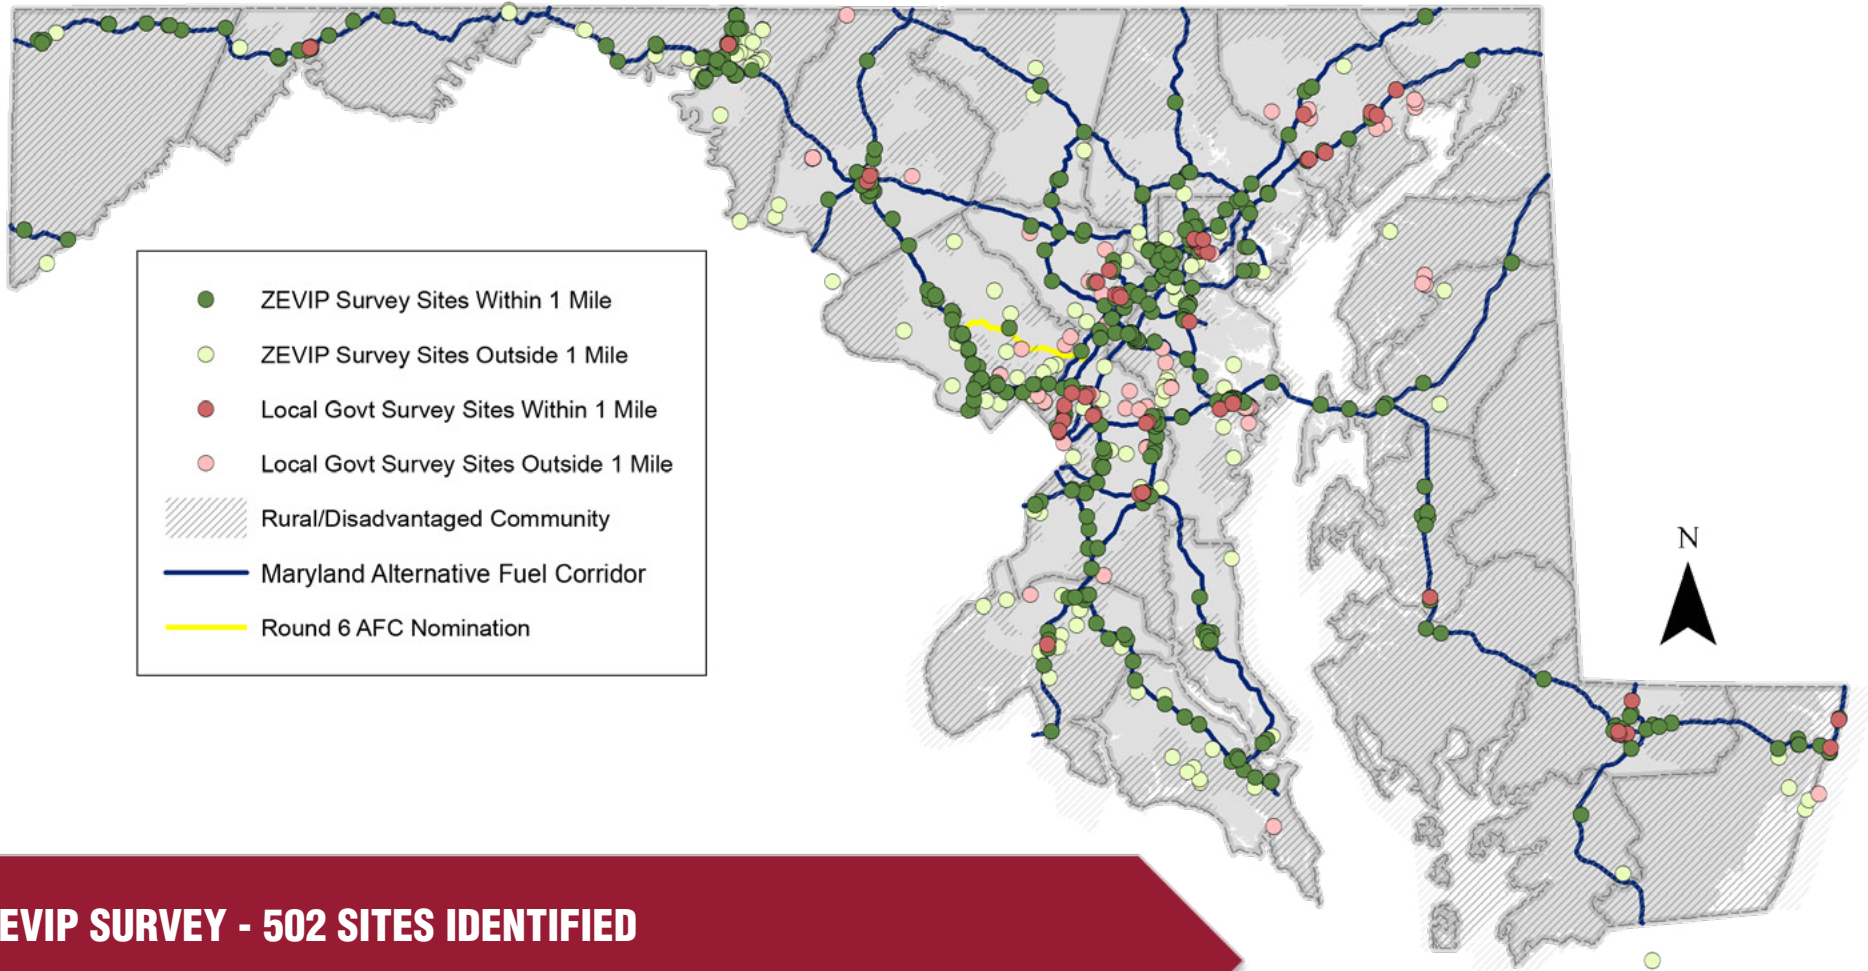 ZEVIP Survey Sites Within 1 Mile
ZEVIP Survey Sites Outside 1 Mile
Local Govt Survey Sites Within 1 Mile
Local Govt Survey Sites Outside 1 Mile
Rural/Disadvantaged Community
Maryland Alternative Fuel Corridor
Round 6 AFC Nomination
N
EVIP SURVEY - 502 SITES IDENTIFIED